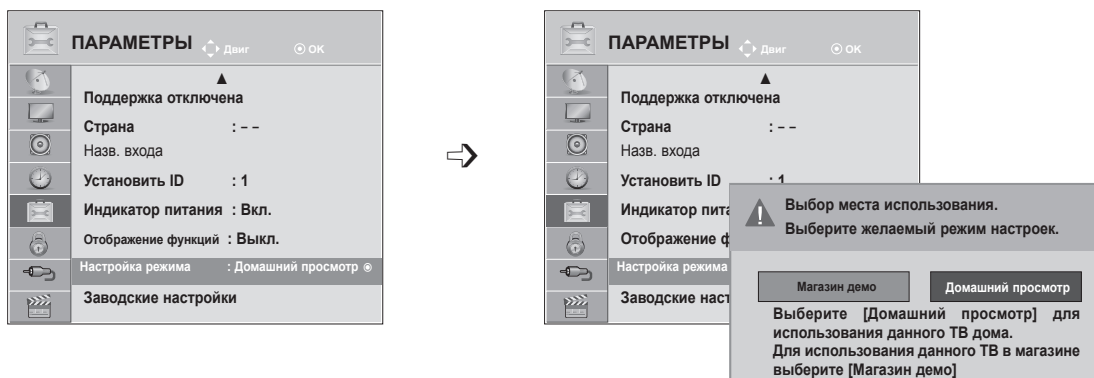 ПАРАМЕТРЫ Двиг ОК
Поддержка отключена
Страна : – –
Назв. входа
Установить ID : 1
Индикатор питания : Вкл.
Отображение функций : Выкл.
Настройка режима : Домашний просмотр
Заводские настройки
ПАРАМЕТРЫ Двиг ОК
Поддержка отключена
Страна : – –
Назв. входа
Установить ID : 1
Индикатор пита
Отображение ф
Настройка режима
Заводские наст
Выбор места использования.
Выберите желаемый режим настроек.
Магазин демо Домашний просмотр
Выберите [Домашний просмотр] для
использования данного ТВ дома.
Для использования данного ТВ в магазине
выберите [Магазин демо]